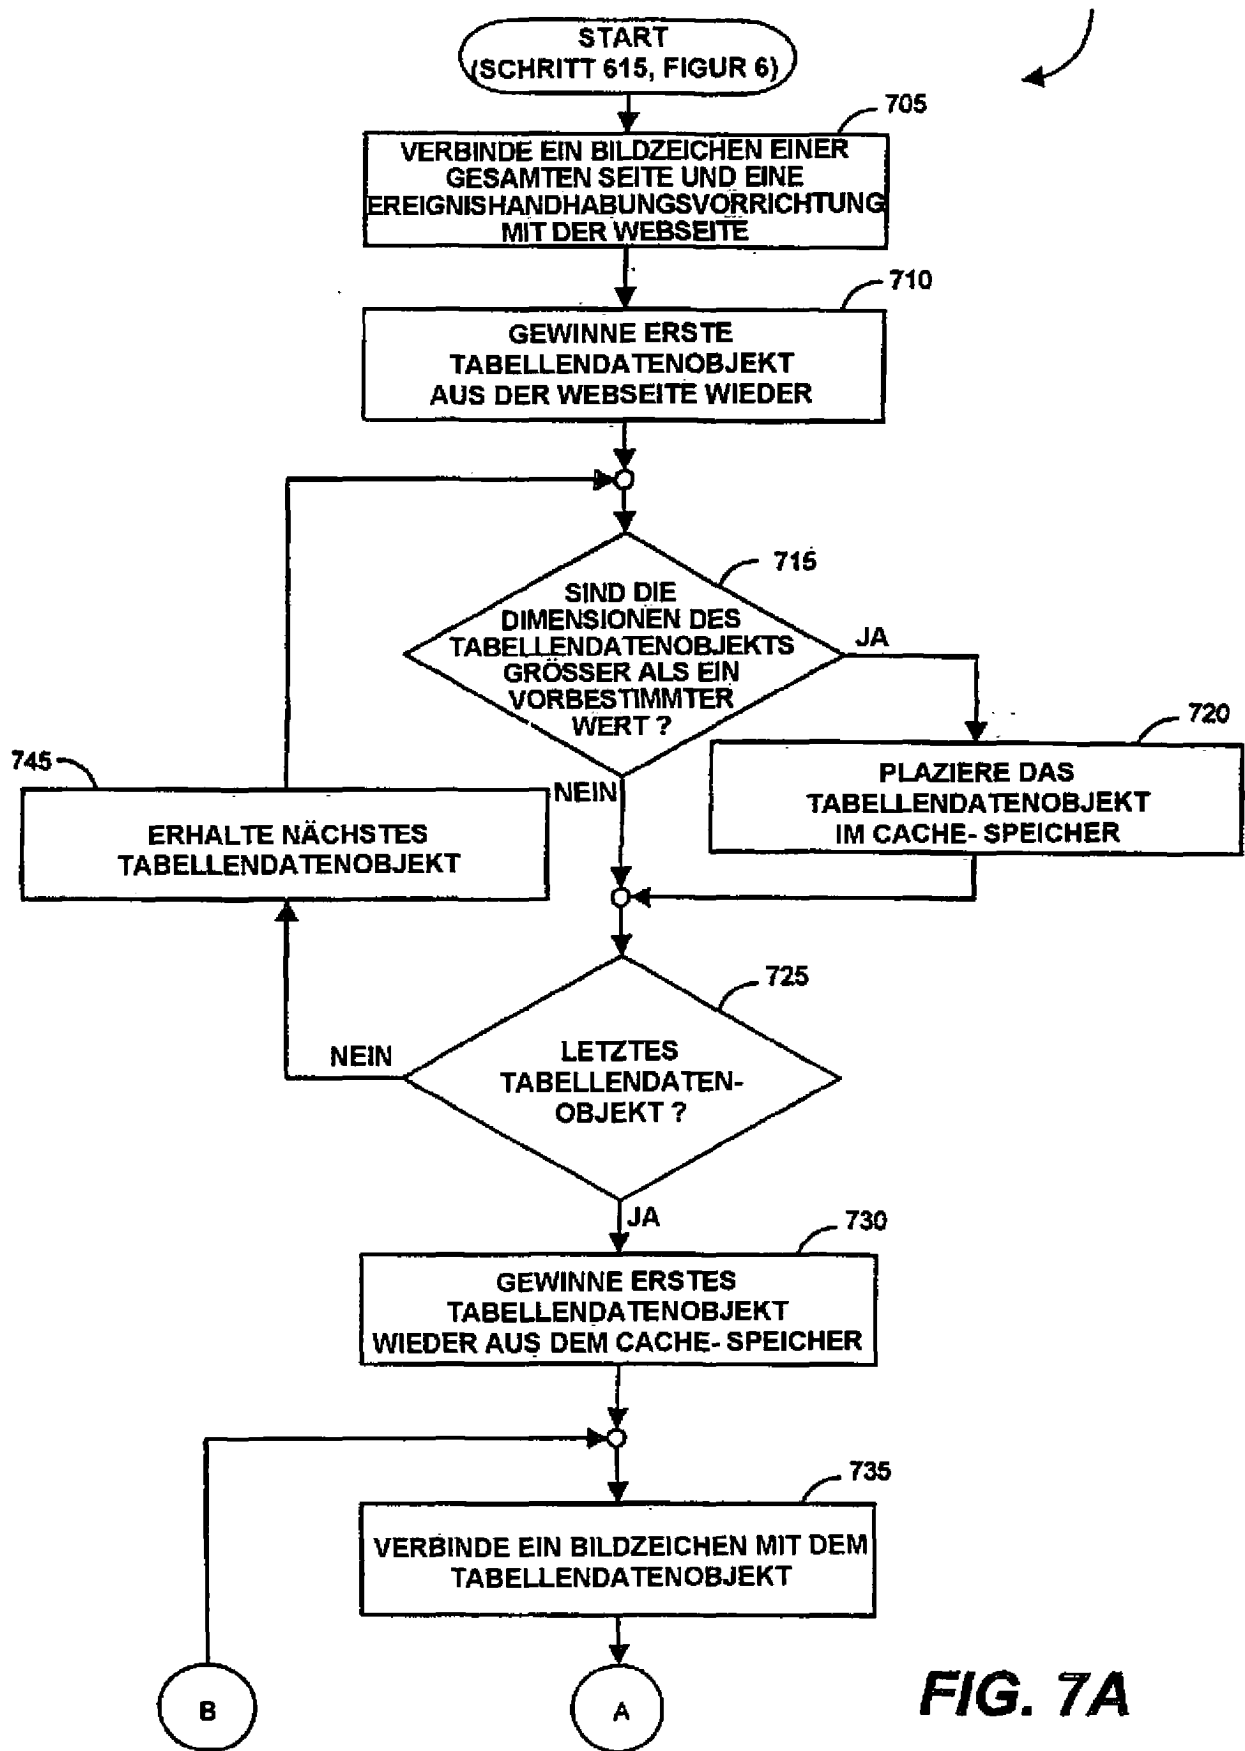 START
(SCHRITT 615, FIGUR 6)
705
VERBINDE EIN BILDZEICHEN EINER
GESAMTEN SEITE UND EINE
EREIGNISHANDHABUNGSVORRICHTUNG
MIT DER WEBSEITE
710
GEWINNE ERSTE
TABELLENDATENOBJEKT
AUS DER WEBSEITE WIEDER
715
SIND DIE
DIMENSIONEN DES
TABELLENDATENOBJEKTS
GRÖSSER ALS EIN
VORBESTIMMTER
WERT ?
JA
NEIN
720
PLAZIERE DAS
TABELLENDATENOBJEKT
IM CACHE- SPEICHER
745
ERHALTE NÄCHSTES
TABELLENDATENOBJEKT
725
LETZTES
TABELLENDATEN-
OBJEKT ?
NEIN
JA
730
GEWINNE ERSTES
TABELLENDATENOBJEKT
WIEDER AUS DEM CACHE- SPEICHER
735
VERBINDE EIN BILDZEICHEN MIT DEM
TABELLENDATENOBJEKT
B
A
FIG. 7A